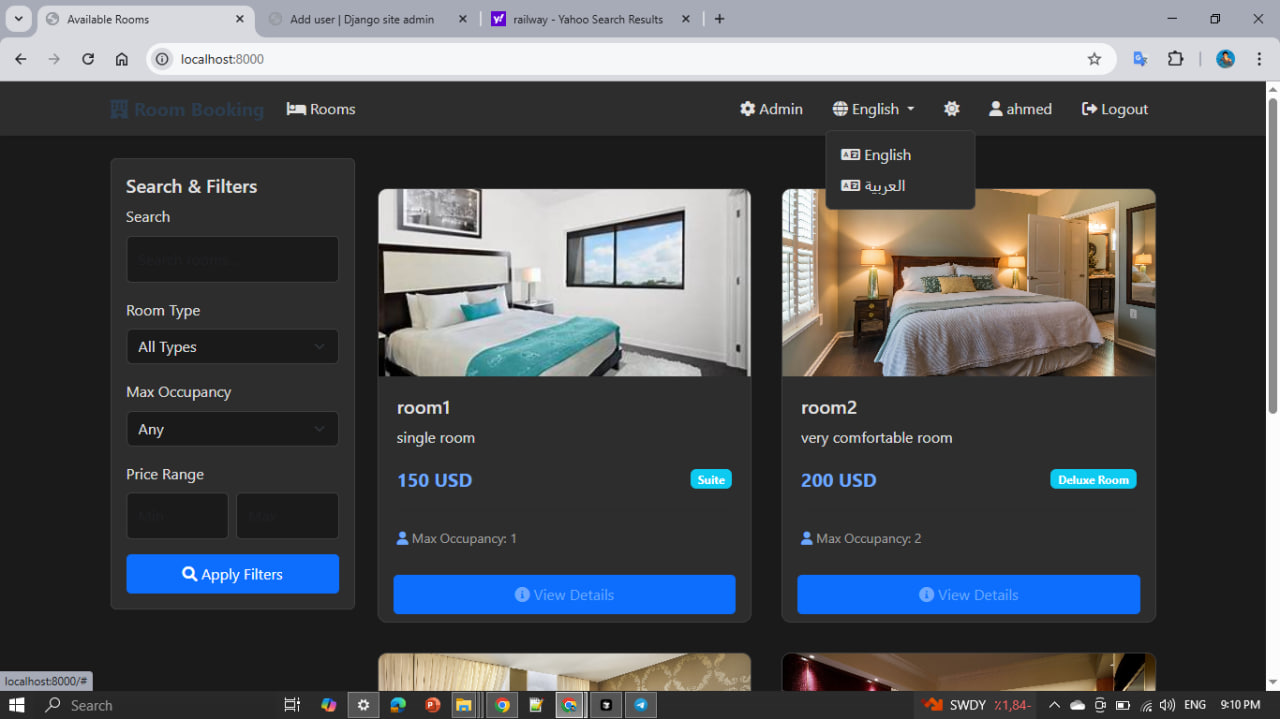 Available Rooms
Add user | Django site admin
railway - Yahoo Search Results
localhost:8000
Room Booking
Rooms
Admin
English
ahmed
Logout
English
العربية
Search & Filters
Search
Search rooms...
Room Type
All Types
Max Occupancy
Any
Price Range
Min
Max
Apply Filters
room1
single room
150 USD
Suite
Max Occupancy: 1
View Details
room2
very comfortable room
200 USD
Deluxe Room
Max Occupancy: 2
View Details
localhost:8000/#
Search
SWDY
٪1,84-
ENG
9:10 PM